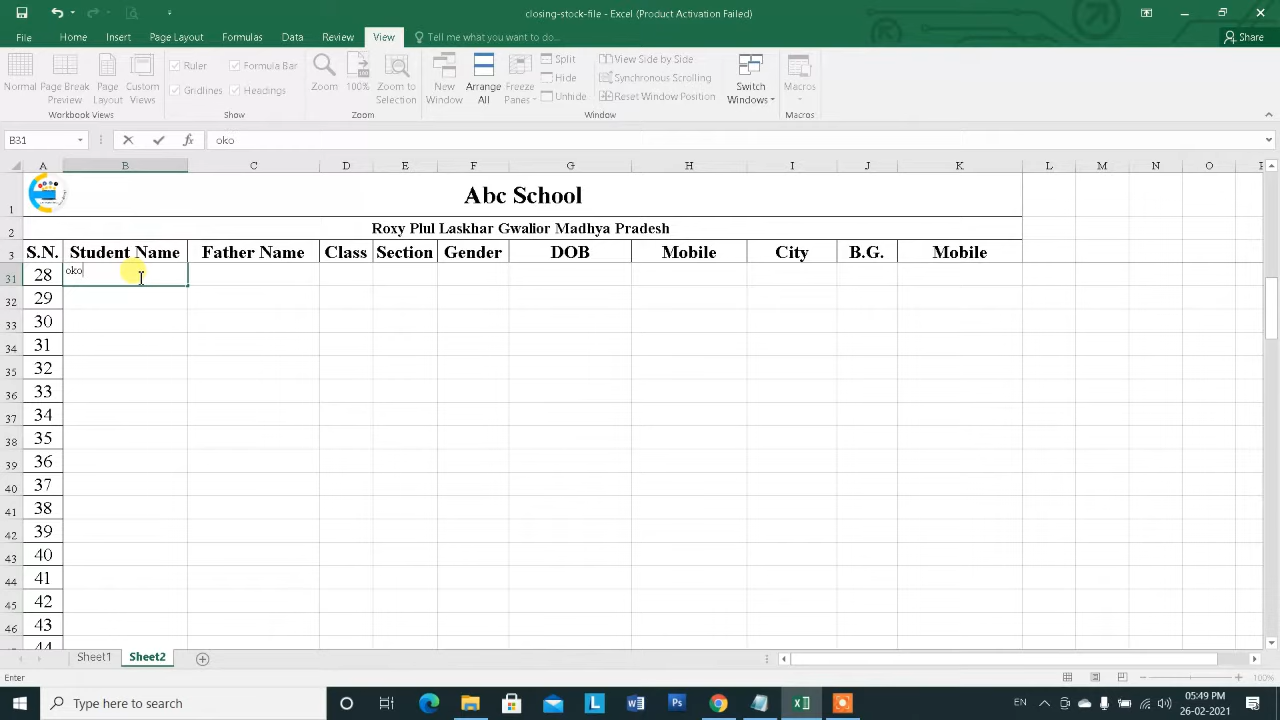 closing-stock-file - Excel (Product Activation Failed)
File Home Insert Page Layout Formulas Data Review View Tell me what you want to do... Share
Normal Page Break Preview Page Layout Custom Views
Ruler Formula Bar
Gridlines Headings
Zoom 100% Zoom to Selection
New Window Arrange All Freeze Panes
Split
Hide
Unhide
View Side by Side
Synchronous Scrolling
Reset Window Position
Switch Windows Macros
Workbook Views Show Zoom Window Macros
B31 fx oko
A B C D E F G H I J K L M N O
1 Abc School
2 Roxy Plul Laskhar Gwalior Madhya Pradesh
3 S.N. Student Name Father Name Class Section Gender DOB Mobile City B.G. Mobile
31 28 oko
32 29
33 30
34 31
35 32
36 33
37 34
38 35
39 36
40 37
41 38
42 39
43 40
44 41
45 42
46 43
44
Sheet1 Sheet2
Enter 100%
Type here to search EN 05:49 PM
26-02-2021